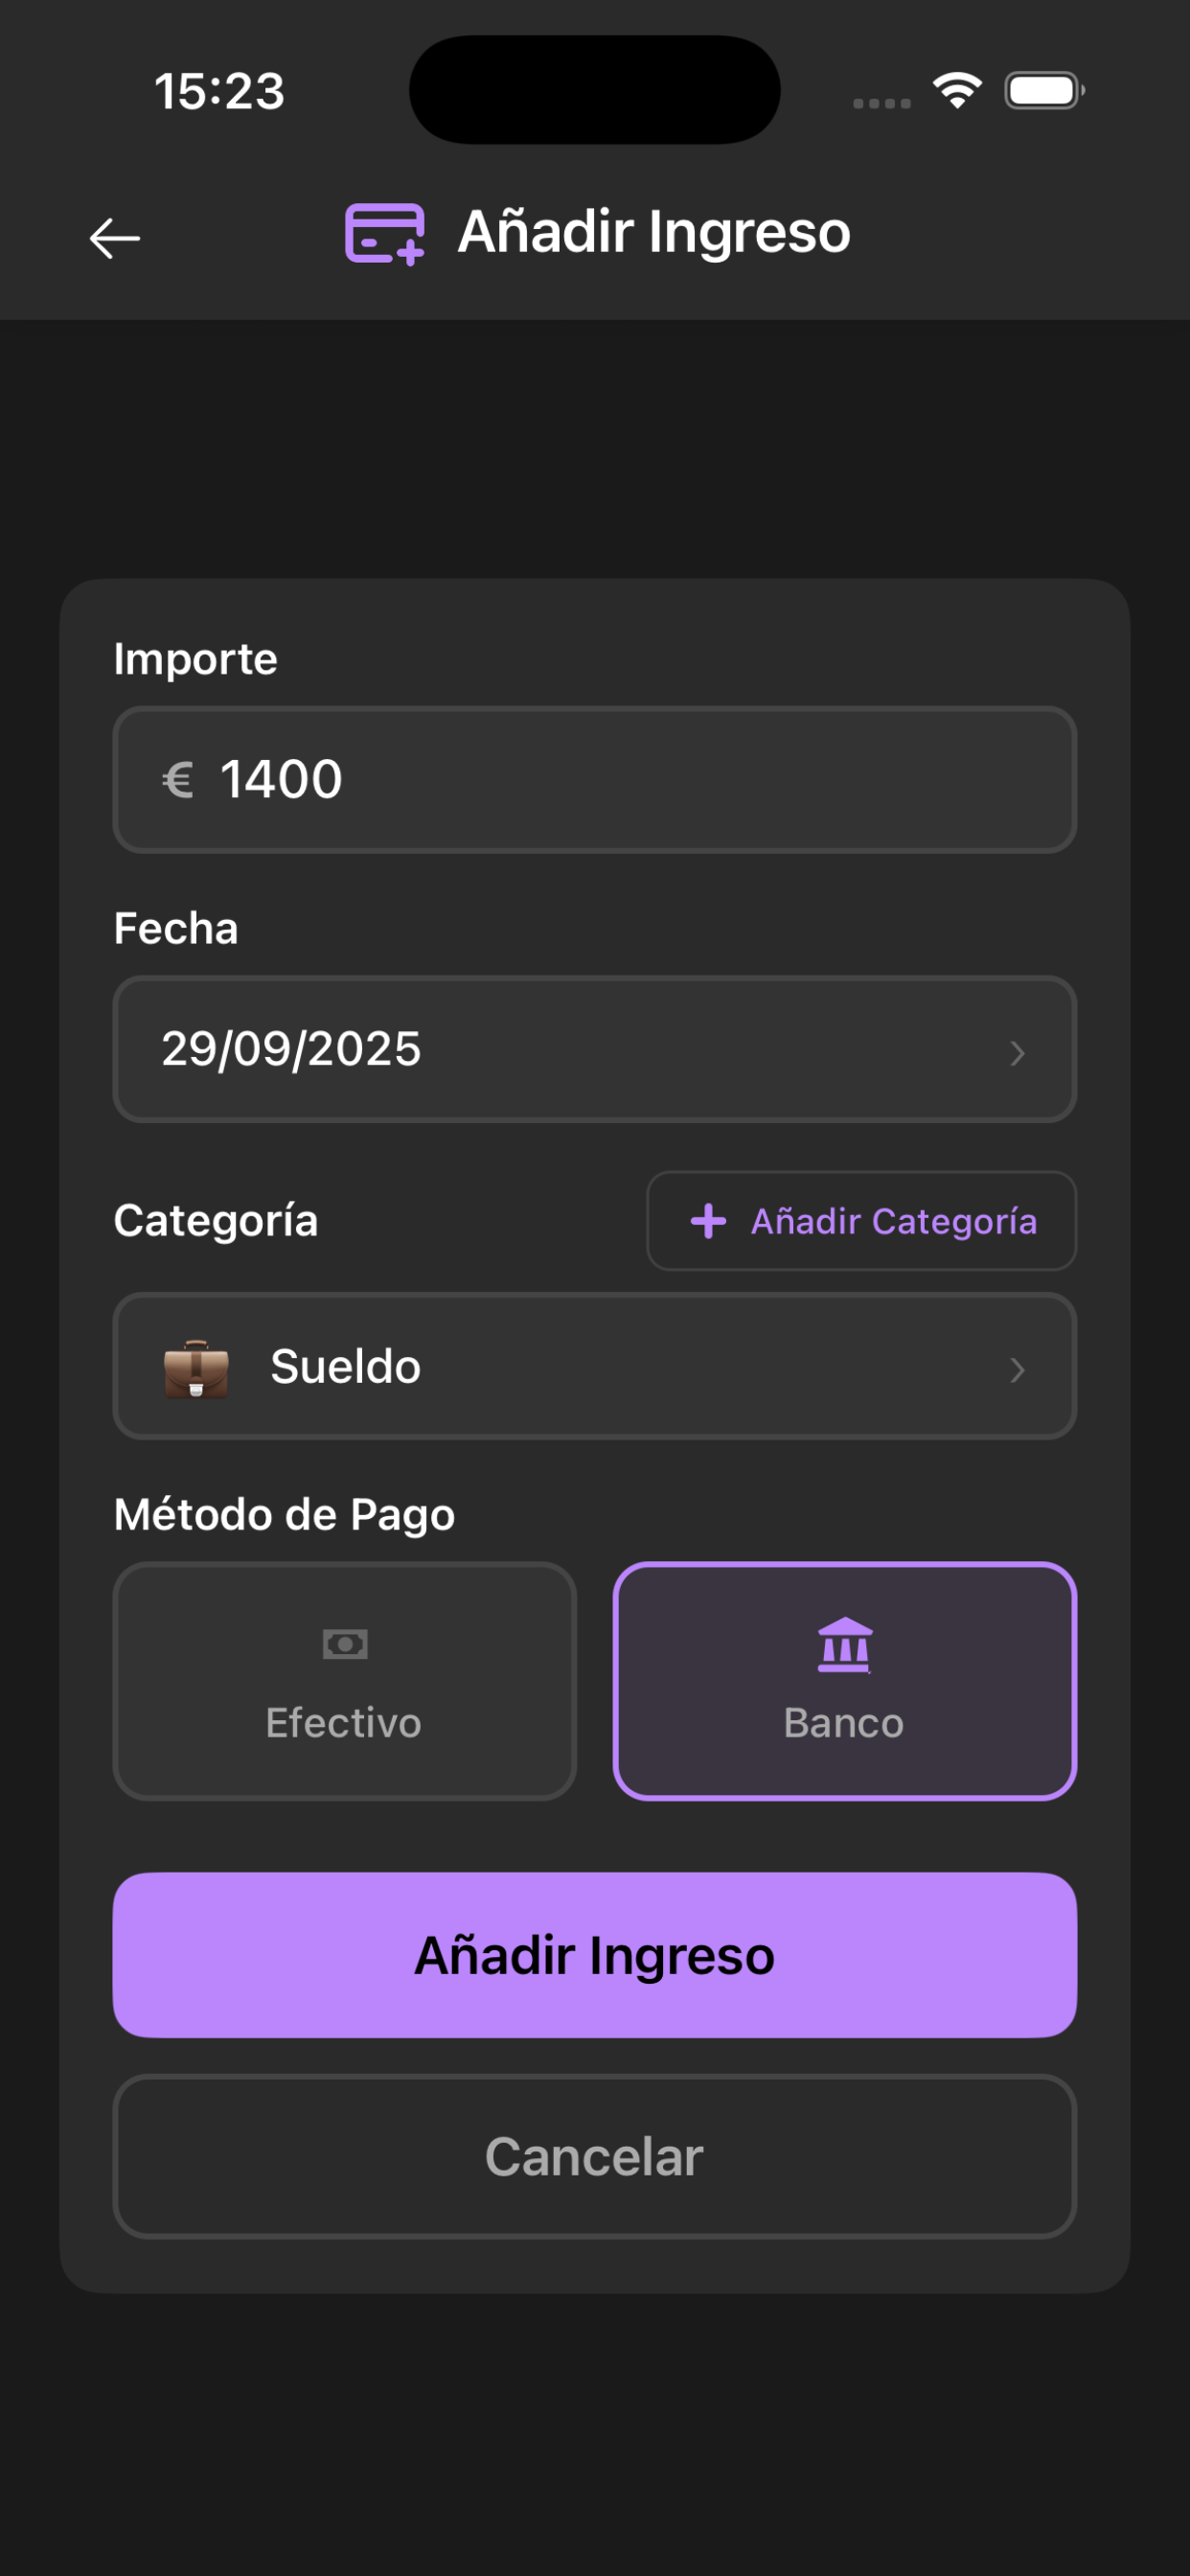 15:23
Añadir Ingreso
Importe
€ 1400
Fecha
29/09/2025
Categoría
Añadir Categoría
Sueldo
Método de Pago
Efectivo
Banco
Añadir Ingreso
Cancelar